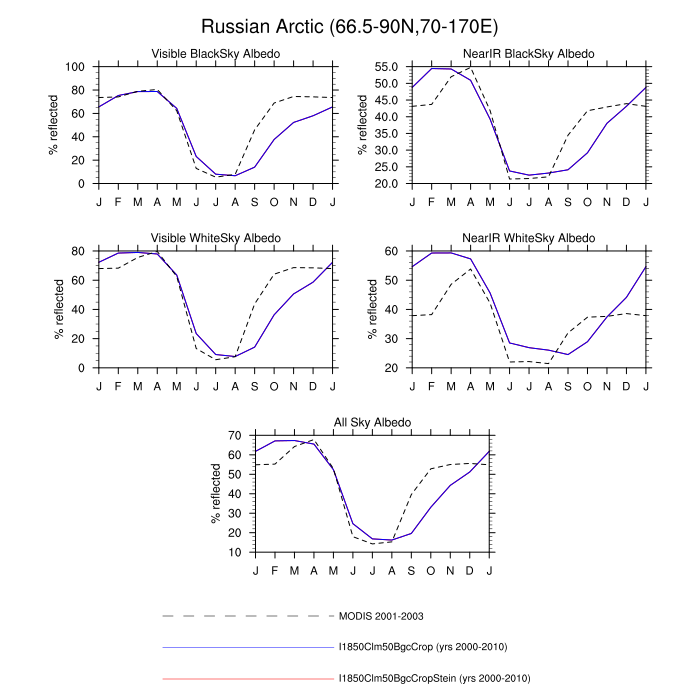 Russian Arctic (66.5-90N,70-170E)
Visible BlackSky Albedo
% reflected
100
80
60
40
20
0
J F M A M J J A S O N D J
NearIR BlackSky Albedo
55.0
50.0
45.0
40.0
35.0
30.0
25.0
20.0
J F M A M J J A S O N D J
Visible WhiteSky Albedo
% reflected
80
60
40
20
0
J F M A M J J A S O N D J
NearIR WhiteSky Albedo
% reflected
60
50
40
30
20
J F M A M J J A S O N D J
All Sky Albedo
% reflected
70
60
50
40
30
20
10
J F M A M J J A S O N D J
MODIS 2001-2003
I1850Clm50BgcCrop (yrs 2000-2010)
I1850Clm50BgcCropStein (yrs 2000-2010)